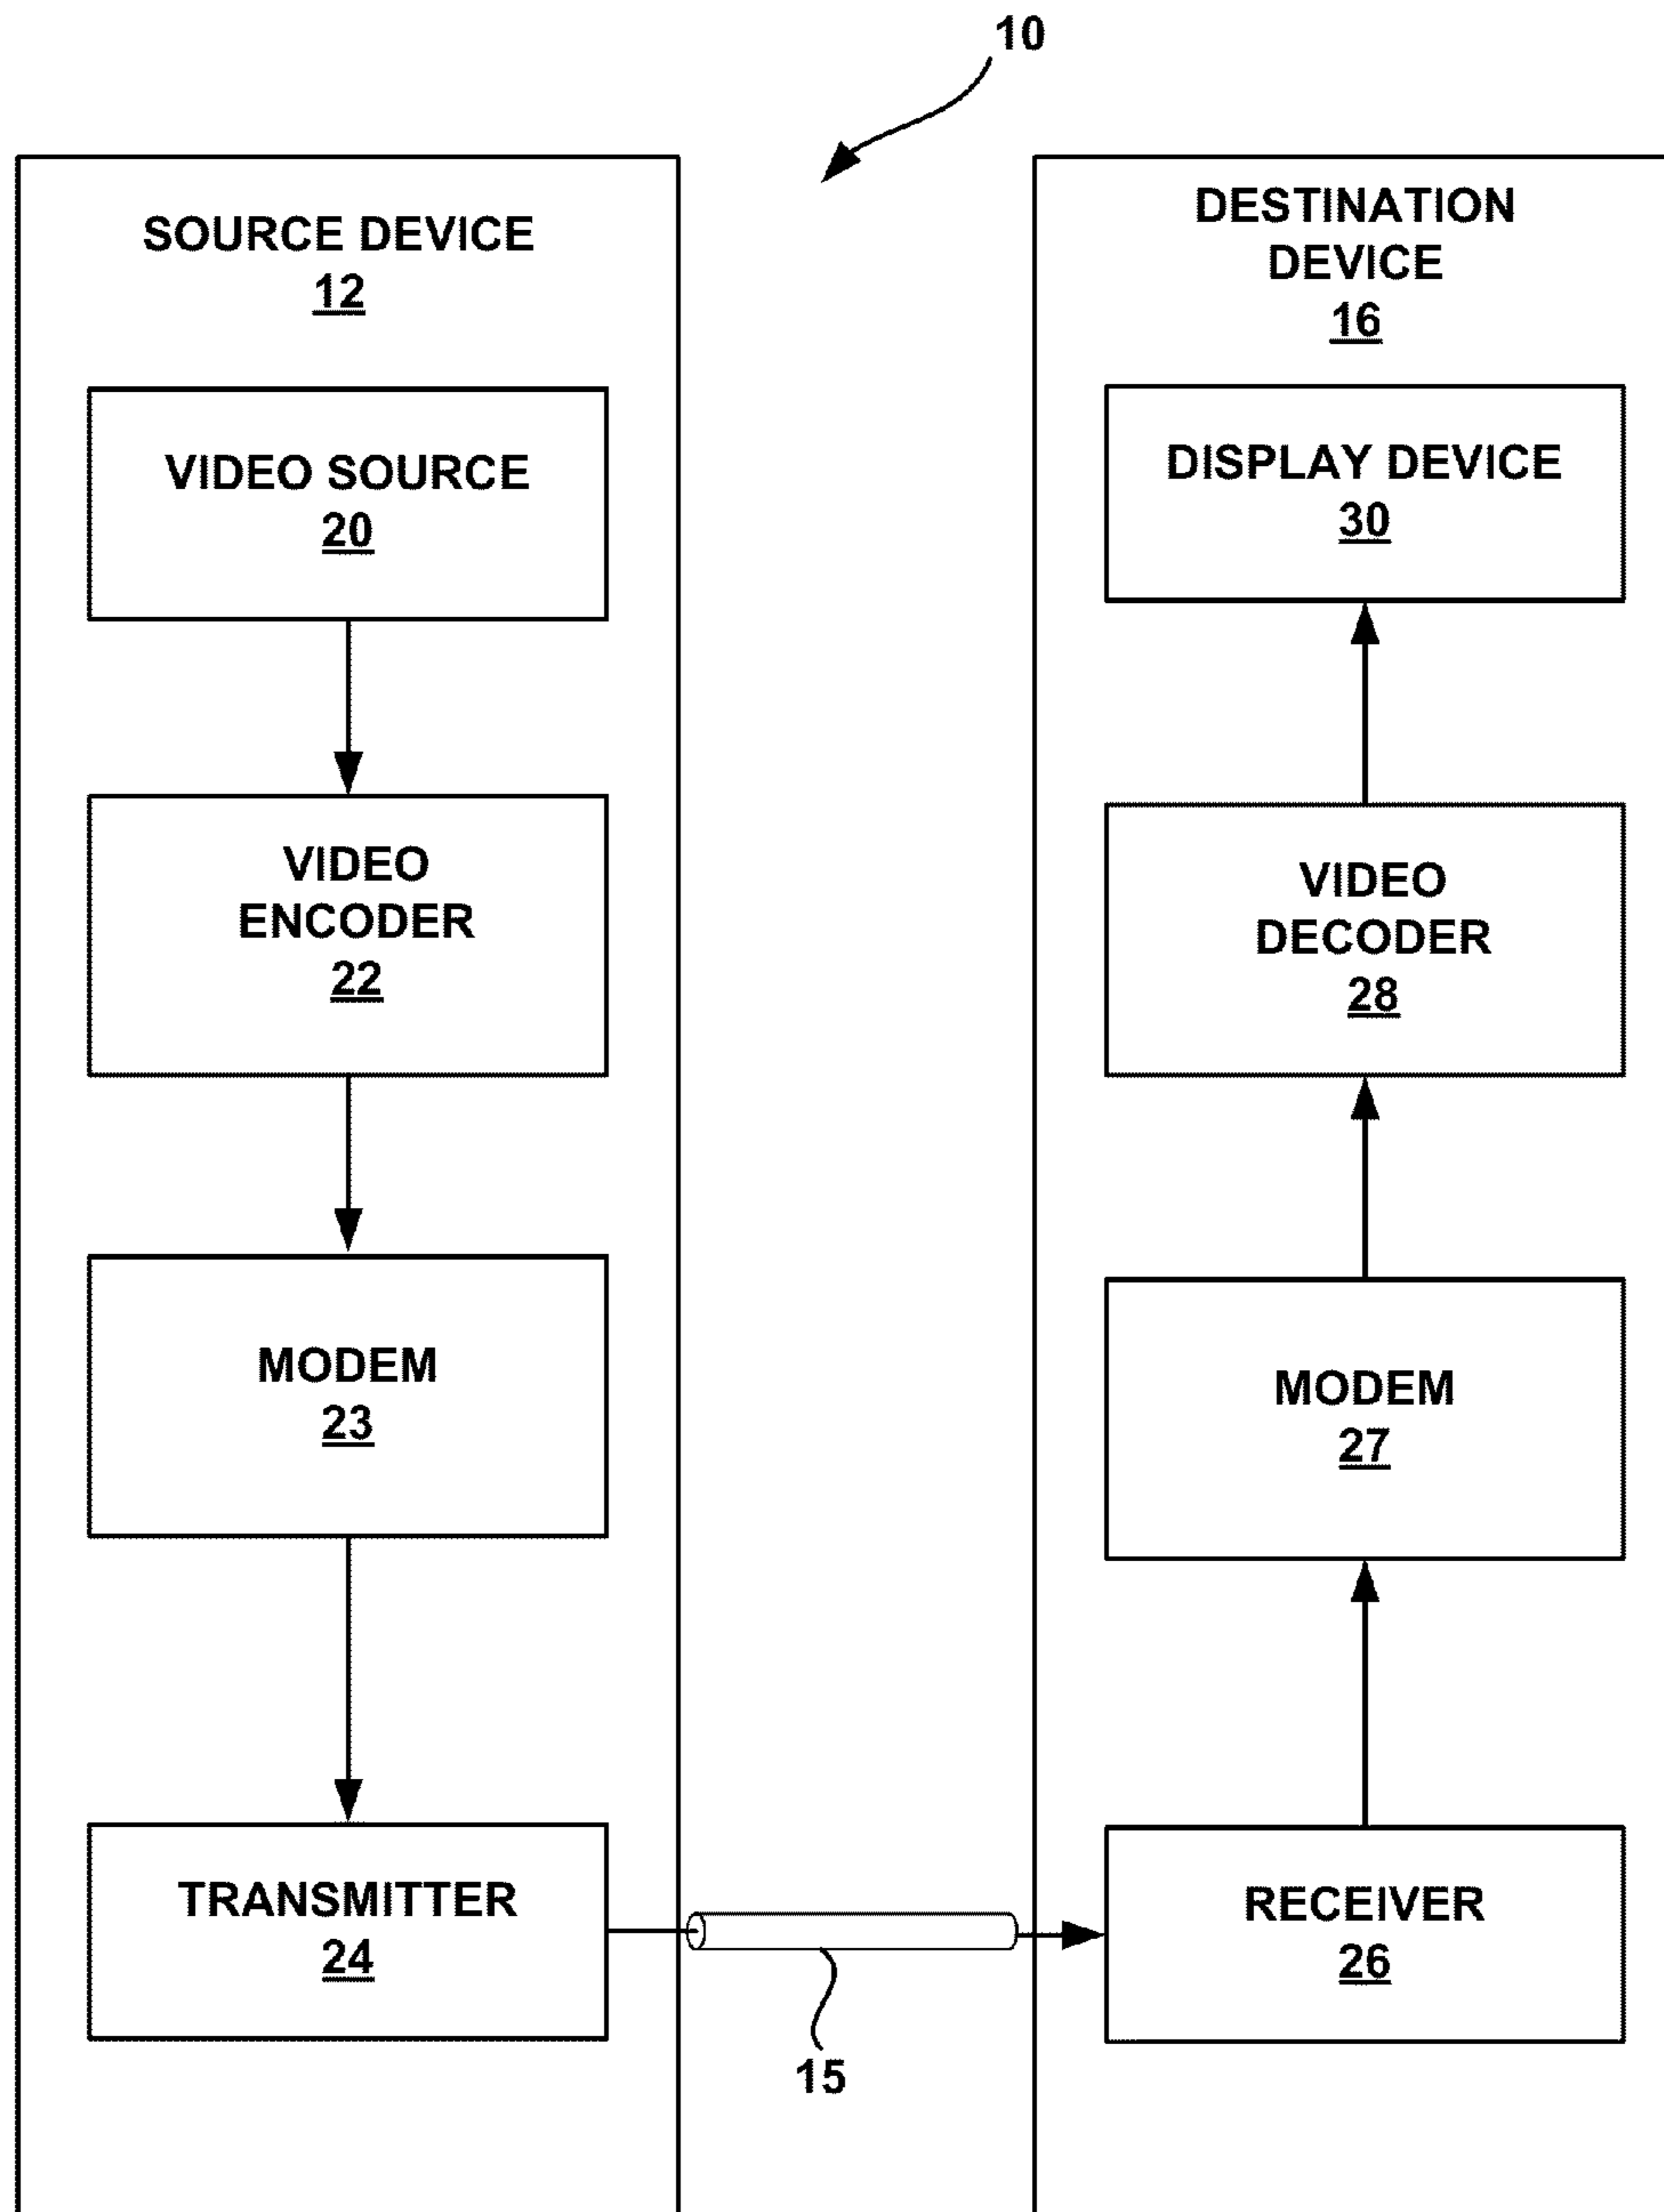 10
SOURCE DEVICE
12
VIDEO SOURCE
20
VIDEO
ENCODER
22
MODEM
23
TRANSMITTER
24
15
DESTINATION
DEVICE
16
DISPLAY DEVICE
30
VIDEO
DECODER
28
MODEM
27
RECEIVER
26